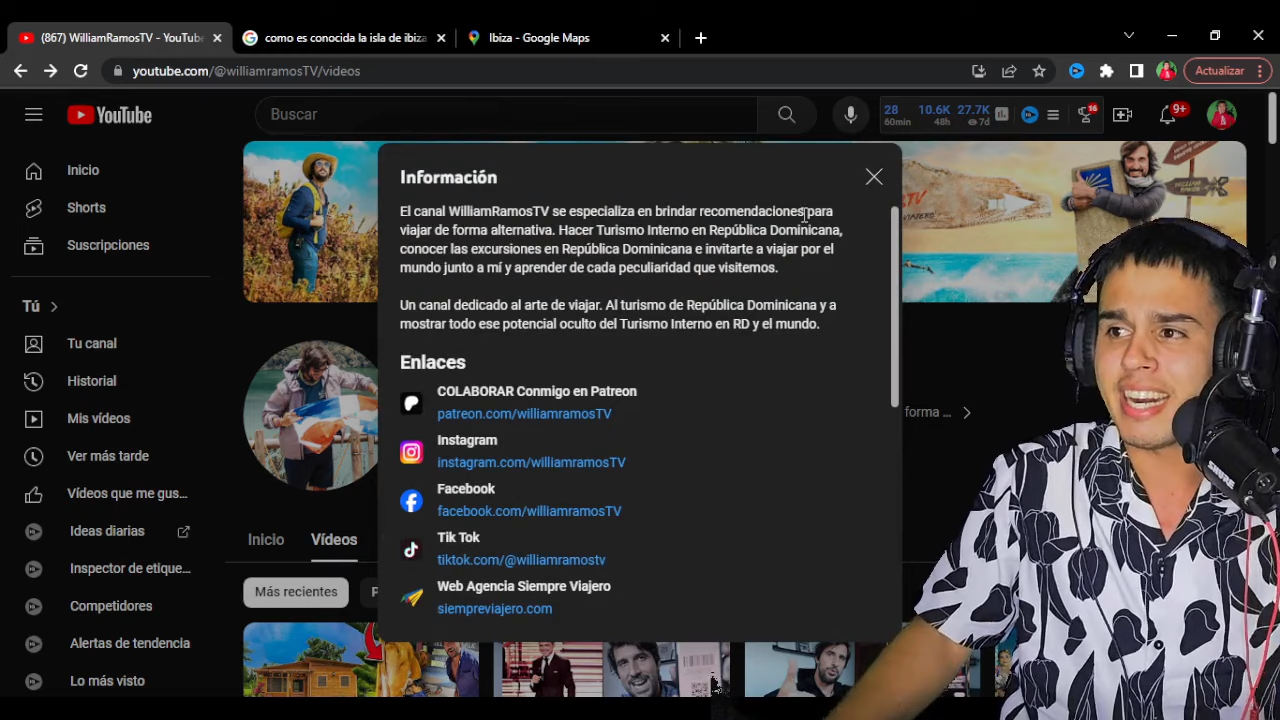 (867) WilliamRamosTV - YouTube
como es conocida la isla de ibiza
Ibiza - Google Maps
youtube.com/@williamramosTV/videos
Actualizar
YouTube
Buscar
28
60min
10.6K
48h
27.7K
7d
16
9+
Inicio
Shorts
Suscripciones
Tú
Tu canal
Historial
Mis vídeos
Ver más tarde
Vídeos que me gus...
Ideas diarias
Inspector de etique...
Competidores
Alertas de tendencia
Lo más visto
Información
El canal WilliamRamosTV se especializa en brindar recomendaciones para
viajar de forma alternativa. Hacer Turismo Interno en República Dominicana,
conocer las excursiones en República Dominicana e invitarte a viajar por el
mundo junto a mí y aprender de cada peculiaridad que visitemos.
Un canal dedicado al arte de viajar. Al turismo de República Dominicana y a
mostrar todo ese potencial oculto del Turismo Interno en RD y el mundo.
Enlaces
COLABORAR Conmigo en Patreon
patreon.com/williamramosTV
Instagram
instagram.com/williamramosTV
Facebook
facebook.com/williamramosTV
Tik Tok
tiktok.com/@williamramostv
Web Agencia Siempre Viajero
siempreviajero.com
forma ...
Inicio
Vídeos
Más recientes
P
SHURE